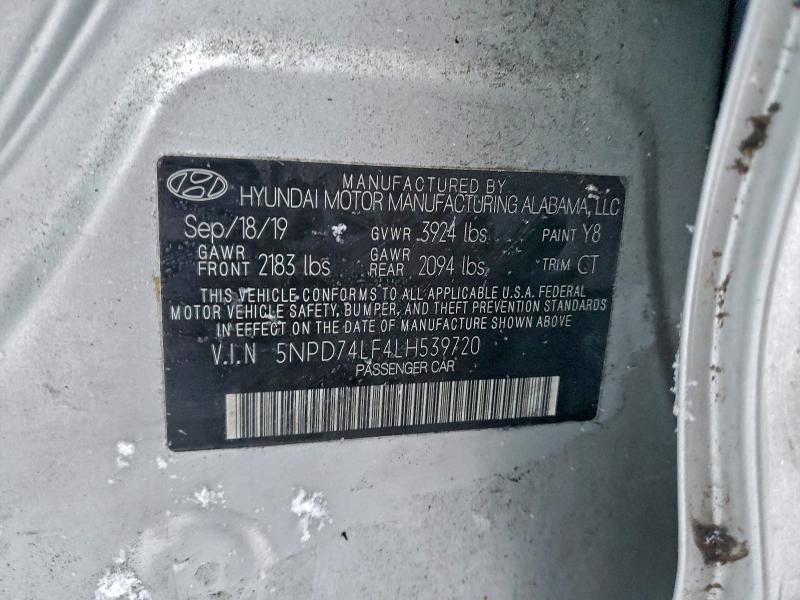 MANUFACTURED BY
HYUNDAI MOTOR MANUFACTURING ALABAMA, LLC
Sep/18/19 GVWR 3924 lbs PAINT Y8
GAWR FRONT 2183 lbs GAWR REAR 2094 lbs TRIM CT
THIS VEHICLE CONFORMS TO ALL APPLICABLE U.S.A. FEDERAL
MOTOR VEHICLE SAFETY, BUMPER, AND THEFT PREVENTION STANDARDS
IN EFFECT ON THE DATE OF MANUFACTURE SHOWN ABOVE
V.I.N 5NPD74LF4LH539720
PASSENGER CAR